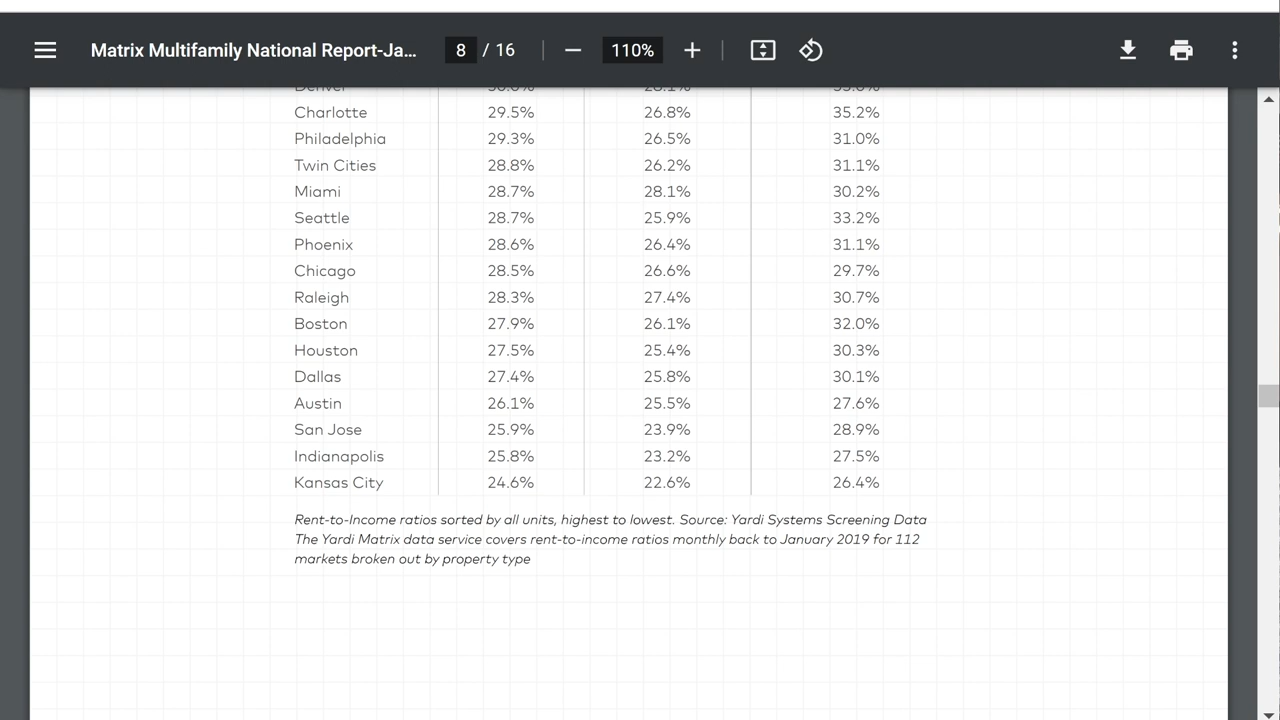 Matrix Multifamily National Report-Ja...
8 / 16
110%
Charlotte 29.5% 26.8% 35.2%
Philadelphia 29.3% 26.5% 31.0%
Twin Cities 28.8% 26.2% 31.1%
Miami 28.7% 28.1% 30.2%
Seattle 28.7% 25.9% 33.2%
Phoenix 28.6% 26.4% 31.1%
Chicago 28.5% 26.6% 29.7%
Raleigh 28.3% 27.4% 30.7%
Boston 27.9% 26.1% 32.0%
Houston 27.5% 25.4% 30.3%
Dallas 27.4% 25.8% 30.1%
Austin 26.1% 25.5% 27.6%
San Jose 25.9% 23.9% 28.9%
Indianapolis 25.8% 23.2% 27.5%
Kansas City 24.6% 22.6% 26.4%
Rent-to-Income ratios sorted by all units, highest to lowest. Source: Yardi Systems Screening Data
The Yardi Matrix data service covers rent-to-income ratios monthly back to January 2019 for 112
markets broken out by property type